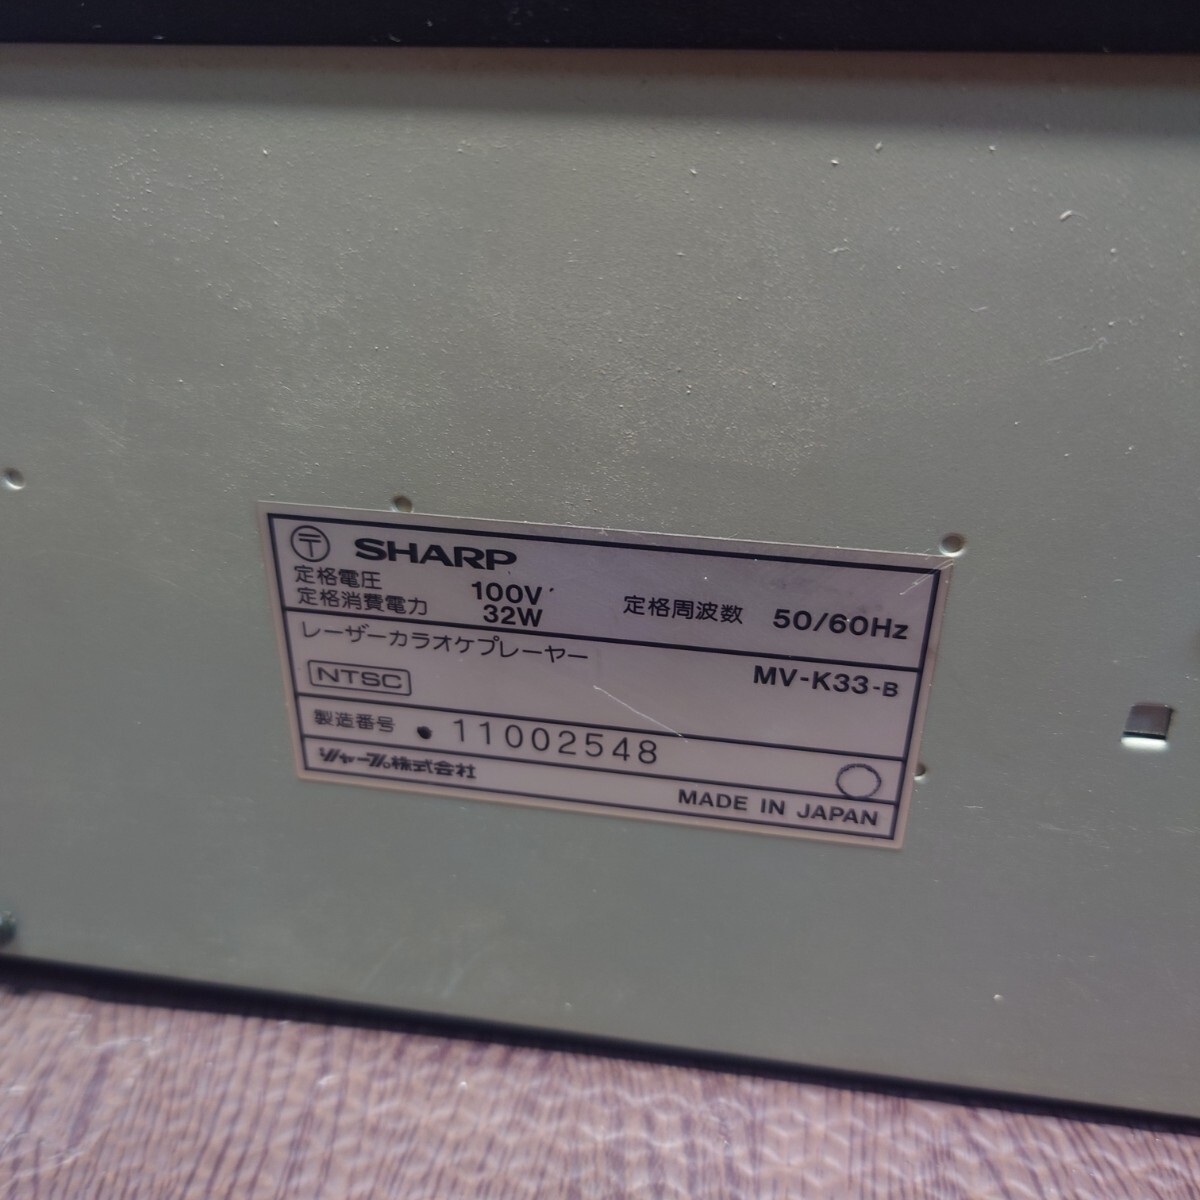 〒 SHARP
定格電圧 100V
定格消費電力 32W
定格周波数 50/60Hz
レーザーカラオケプレーヤー
MV-K33-B
NTSC
製造番号 11002548
シャープ株式会社
MADE IN JAPAN